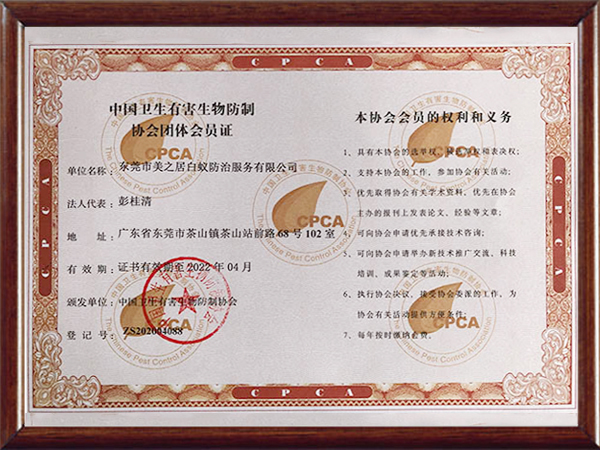 C P C A
中国卫生有害生物防制
协会团体会员证
单位名称：东莞市美之居白蚁防治服务有限公司
法人代表：彭桂清
地 址：广东省东莞市茶山镇茶山站前路68号102室
有 效 期：证书有效期至2022年04月
颁发单位：中国卫生有害生物防制协会
登 记 号：ZS202004088
本协会会员的权利和义务
1、具有本协会的选举权、被选举权和表决权；
2、支持本协会的工作，参加协会有关活动；
3、优先取得协会有关学术资料，优先在协会
主办的报刊上发表论文、经验等文章；
4、可向协会申请优先承接技术咨询；
5、可向协会申请举办新技术推广交流、科技
培训、成果鉴定等活动；
6、执行协会决议，接受协会委派的工作，为
协会有关活动提供方便条件；
7、每年按时缴纳会费。
CPCA
The Chinese Pest Control Association
C P C A